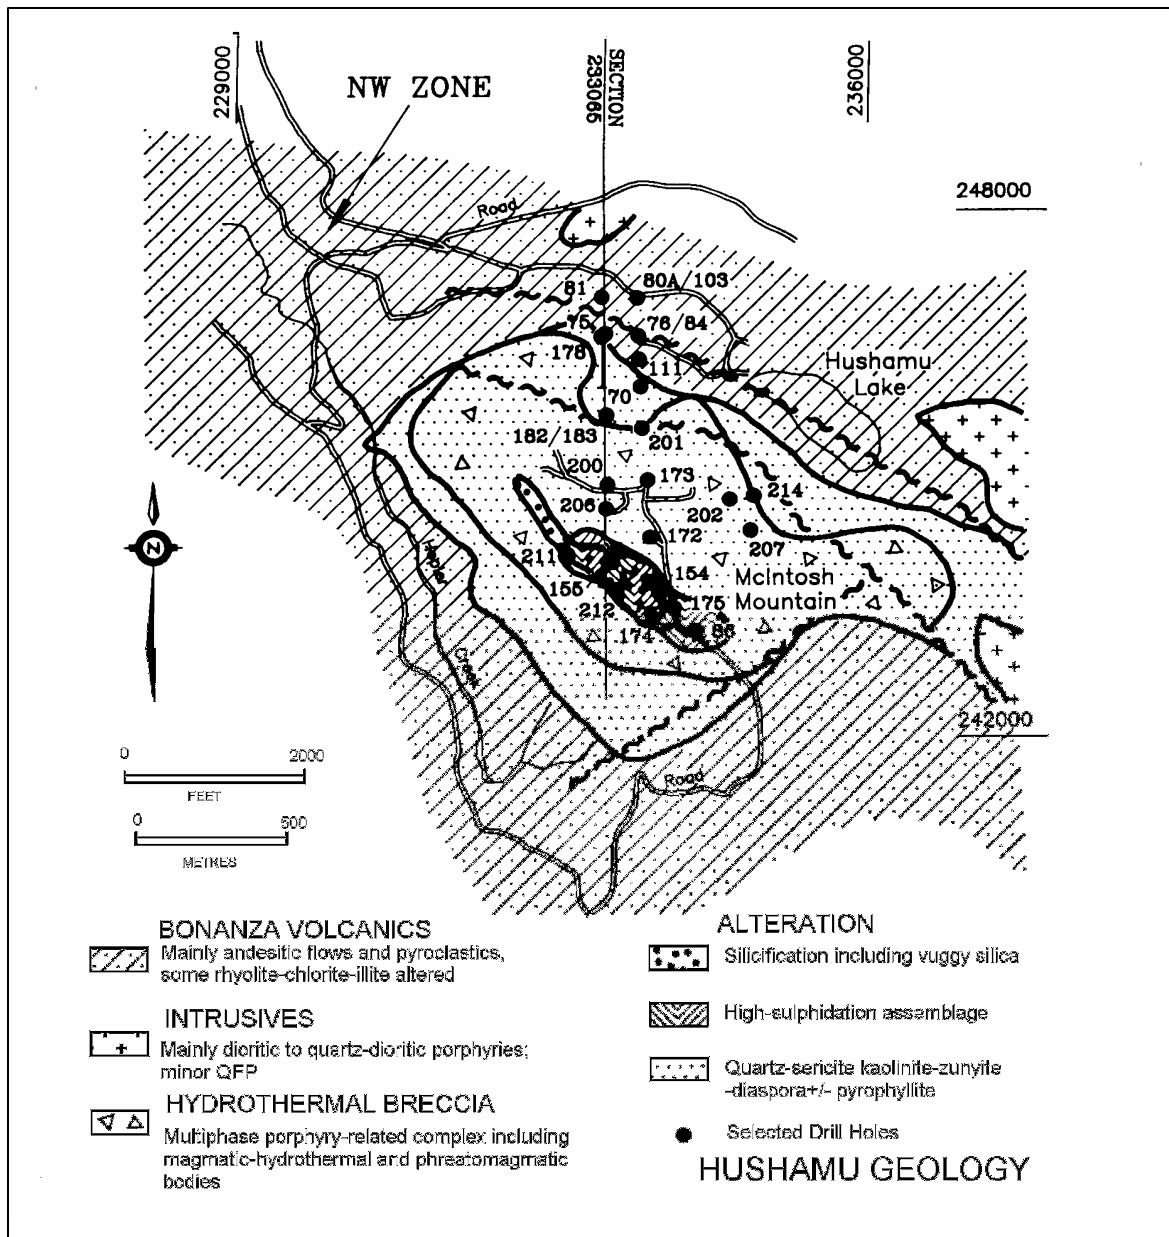 229000
NW ZONE
SECTION
233065
236000
248000
Road
81
80A/103
75
76/84
178
111
Hushamu
Lake
70
182/183
201
200
173
206
202
214
172
207
211
155
154
McIntosh
Mountain
212
175
174
86
Hepler
Creek
N
242000
Road
0 2000
FEET
0 500
METRES
BONANZA VOLCANICS
Mainly andesitic flows and pyroclastics,
some rhyolite-chlorite-illite altered
INTRUSIVES
Mainly dioritic to quartz-dioritic porphyries;
minor QFP
HYDROTHERMAL BRECCIA
Multiphase porphyry-related complex including
magmatic-hydrothermal and phreatomagmatic
bodies
ALTERATION
Silicification including vuggy silica
High-sulphidation assemblage
Quartz-sericite kaolinite-zunyite
-diaspora+/- pyrophyllite
Selected Drill Holes
HUSHAMU GEOLOGY